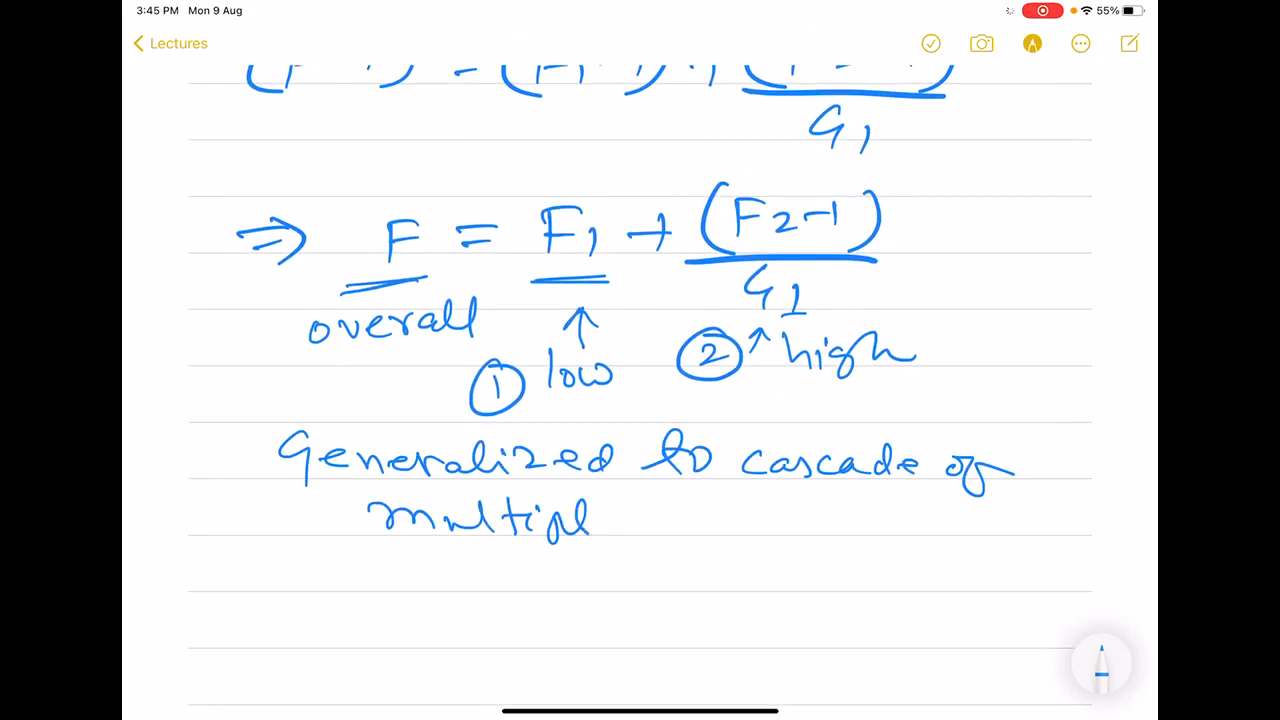 3:45 PM Mon 9 Aug 55%
Lectures
G1
⇒ F = F1 + (F2-1)
G1
overall
① low ② high
Generalized to cascade of
multipl